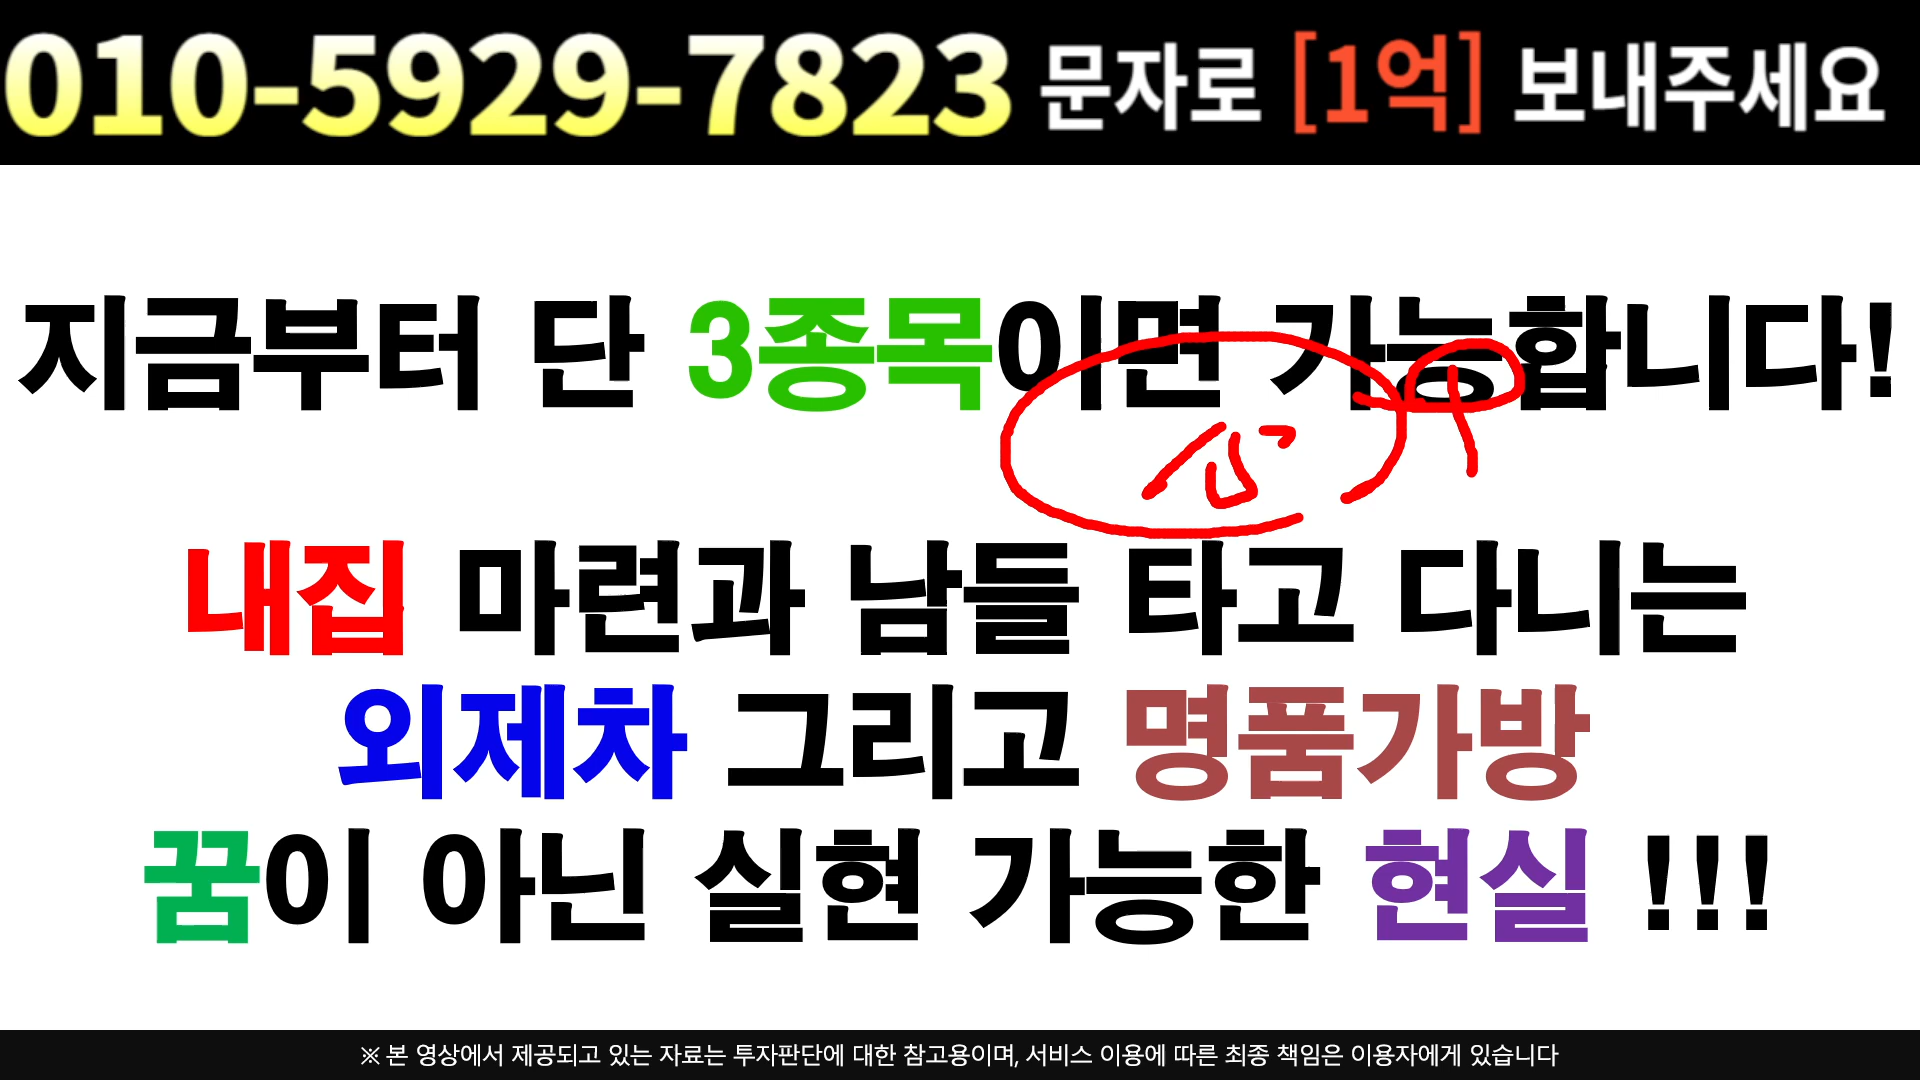 010-5929-7823 문자로 [1억] 보내주세요
지금부터 단 3종목이면 가능합니다!
내집 마련과 남들 타고 다니는
외제차 그리고 명품가방
꿈이 아닌 실현 가능한 현실 !!!
※ 본 영상에서 제공되고 있는 자료는 투자판단에 대한 참고용이며, 서비스 이용에 따른 최종 책임은 이용자에게 있습니다